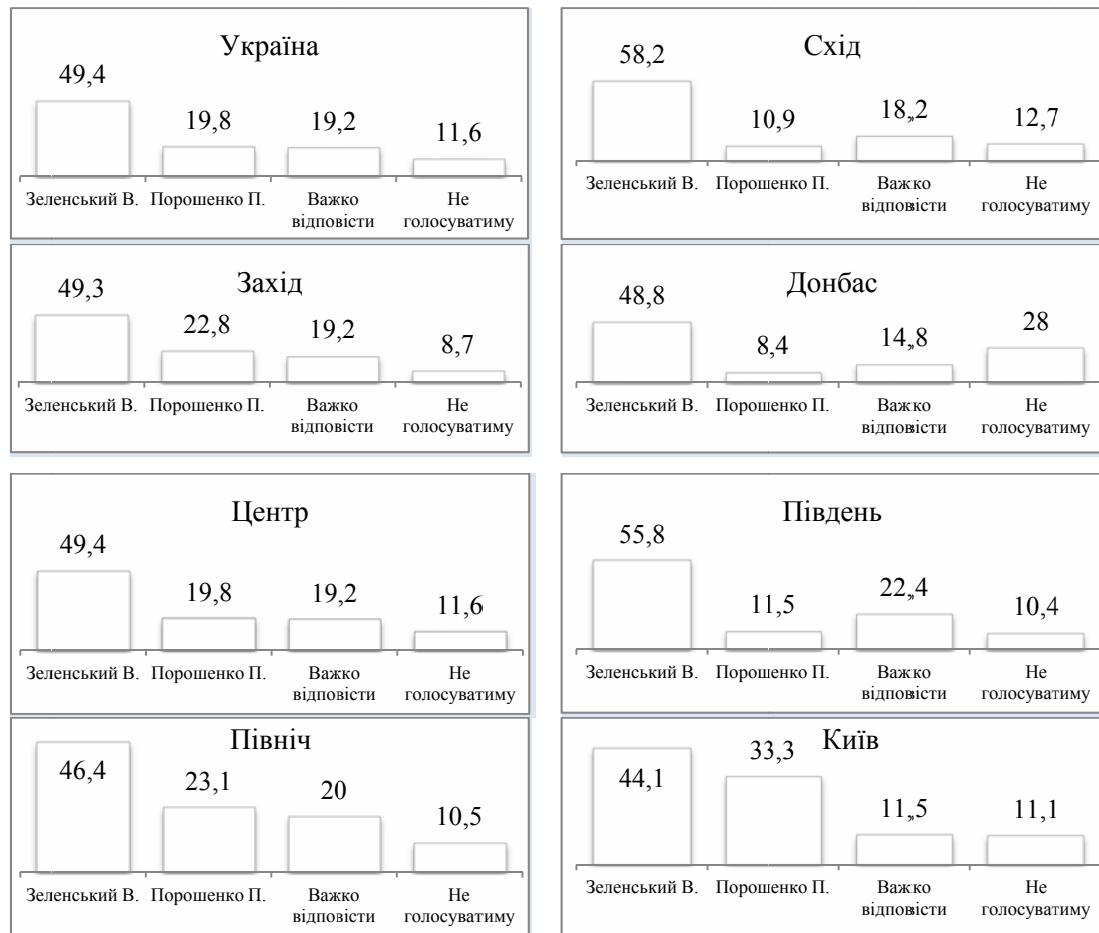 Україна
49,4
19,8
19,2
11,6
Зеленський В.
Порошенко П.
Важко
відповісти
Не
голосуватиму
Схід
58,2
10,9
18,2
12,7
Зеленський В.
Порошенко П.
Важко
відповісти
Не
голосуватиму
Захід
49,3
22,8
19,2
8,7
Зеленський В.
Порошенко П.
Важко
відповісти
Не
голосуватиму
Донбас
48,8
8,4
14,8
28
Зеленський В.
Порошенко П.
Важко
відповісти
Не
голосуватиму
Центр
49,4
19,8
19,2
11,6
Зеленський В.
Порошенко П.
Важко
відповісти
Не
голосуватиму
Південь
55,8
11,5
22,4
10,4
Зеленський В.
Порошенко П.
Важко
відповісти
Не
голосуватиму
Північ
46,4
23,1
20
10,5
Зеленський В.
Порошенко П.
Важко
відповісти
Не
голосуватиму
Київ
44,1
33,3
11,5
11,1
Зеленський В.
Порошенко П.
Важко
відповісти
Не
голосуватиму